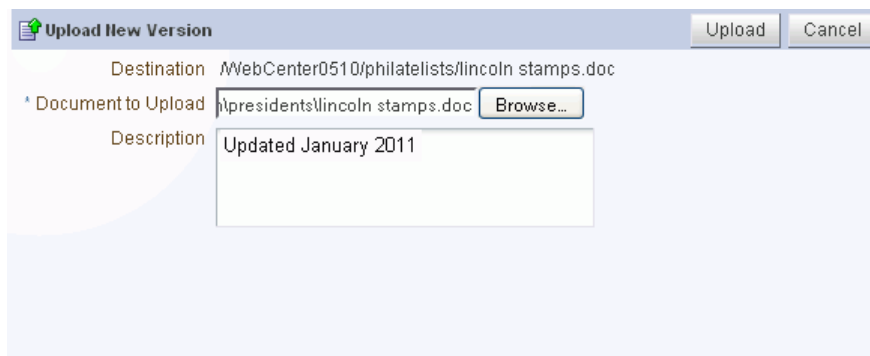 Upload New Version Upload Cancel
Destination /WebCenter0510/philatelists/lincoln stamps.doc
* Document to Upload \presidents\lincoln stamps.doc Browse...
Description Updated January 2011